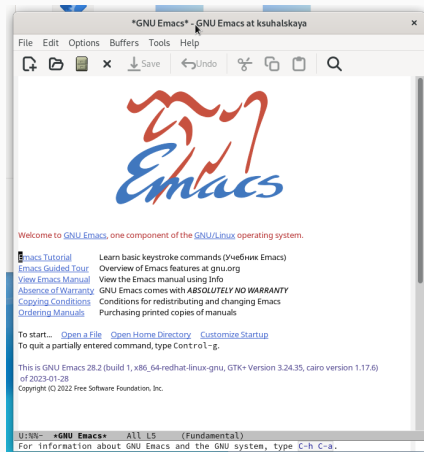 *GNU Emacs* - GNU Emacs at ksuhalskaya
File Edit Options Buffers Tools Help
Save Undo
Emacs
Welcome to GNU Emacs, one component of the GNU/Linux operating system.
Emacs Tutorial Learn basic keystroke commands (Учебник Emacs)
Emacs Guided Tour Overview of Emacs features at gnu.org
View Emacs Manual View the Emacs manual using Info
Absence of Warranty GNU Emacs comes with ABSOLUTELY NO WARRANTY
Copying Conditions Conditions for redistributing and changing Emacs
Ordering Manuals Purchasing printed copies of manuals
To start... Open a File Open Home Directory Customize Startup
To quit a partially entered command, type Control-g.
This is GNU Emacs 28.2 (build 1, x86_64-redhat-linux-gnu, GTK+ Version 3.24.35, cairo version 1.17.6)
of 2023-01-28
Copyright (C) 2022 Free Software Foundation, Inc.
U:%%- *GNU Emacs* All L5 (Fundamental)
For information about GNU Emacs and the GNU system, type C-h C-a.